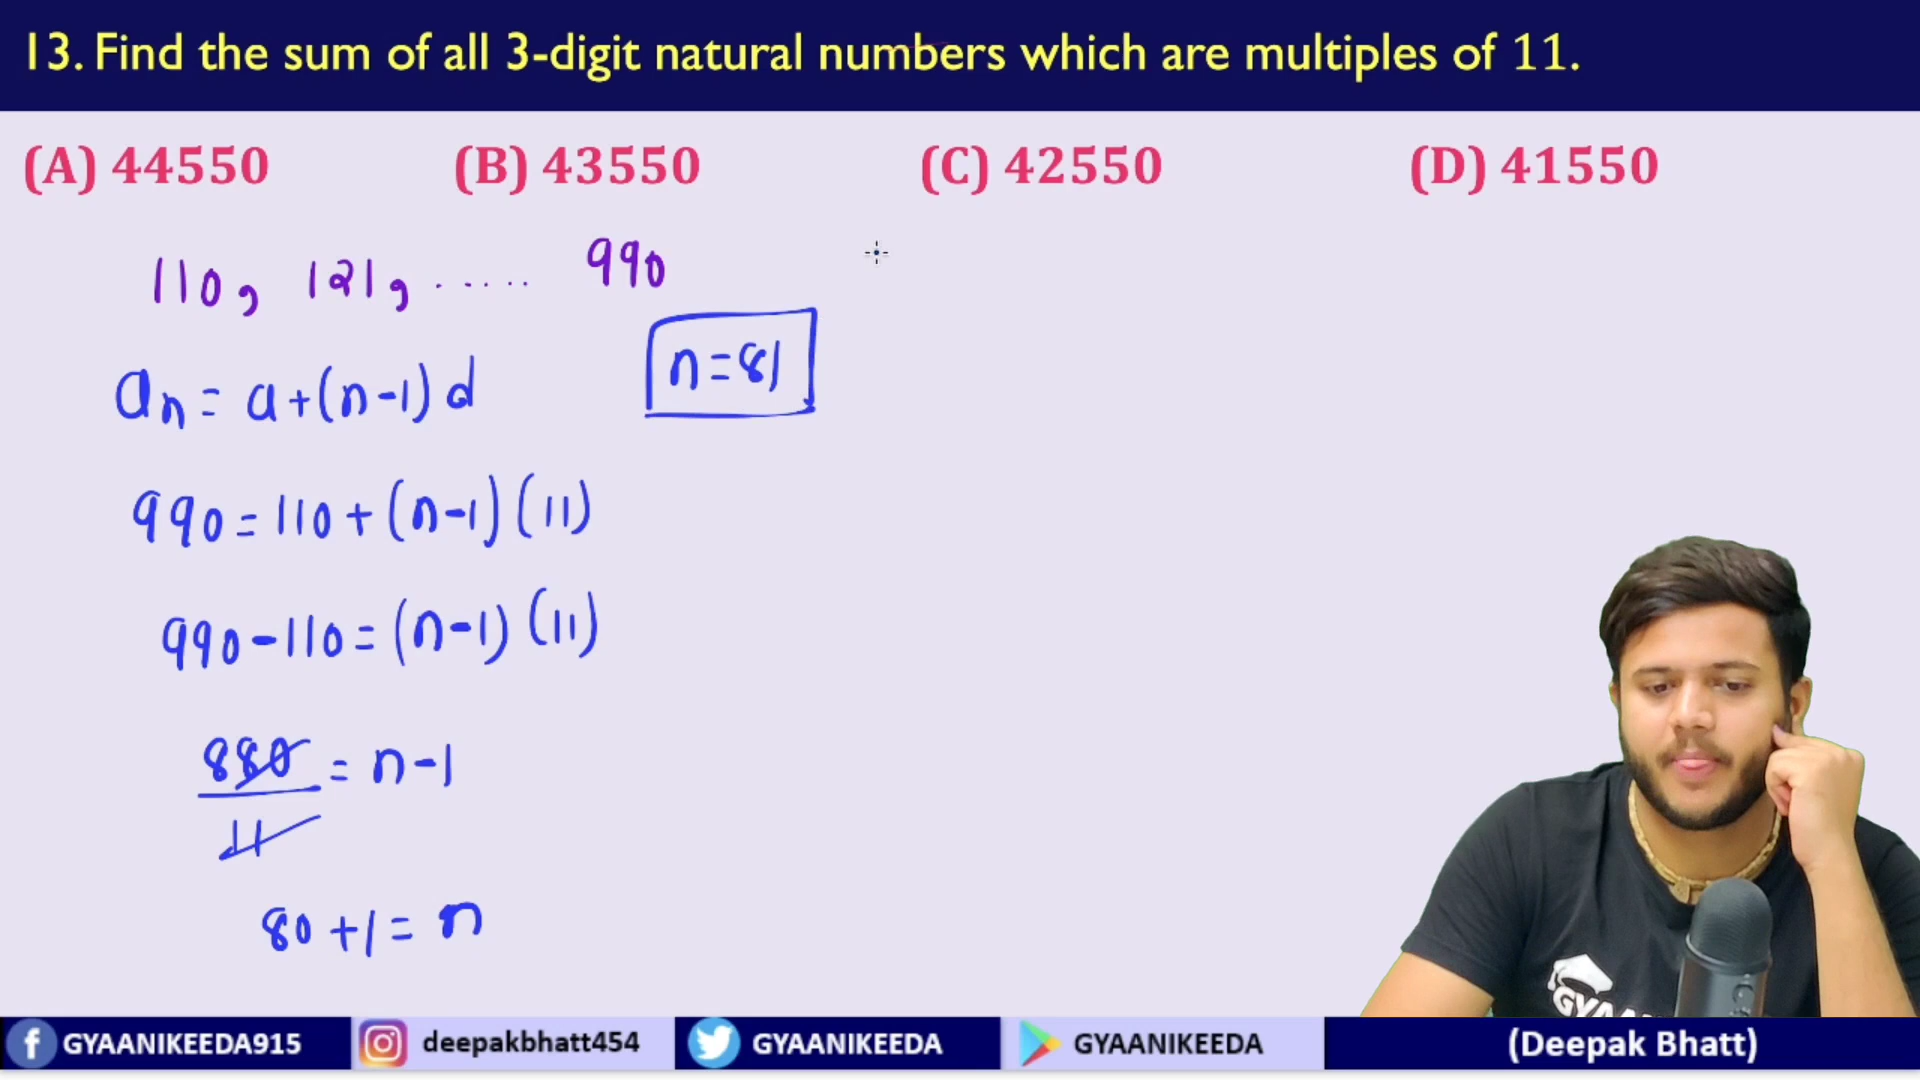 13. Find the sum of all 3-digit natural numbers which are multiples of 11.
(A) 44550 (B) 43550 (C) 42550 (D) 41550
110, 121, ..... 990
n=81
an = a+(n-1) d
990 = 110 + (n-1) (11)
990-110 = (n-1) (11)
880/11 = n-1
80+1 = n
GYAANI
GYAANIKEEDA915 deepakbhatt454 GYAANIKEEDA GYAANIKEEDA (Deepak Bhatt)